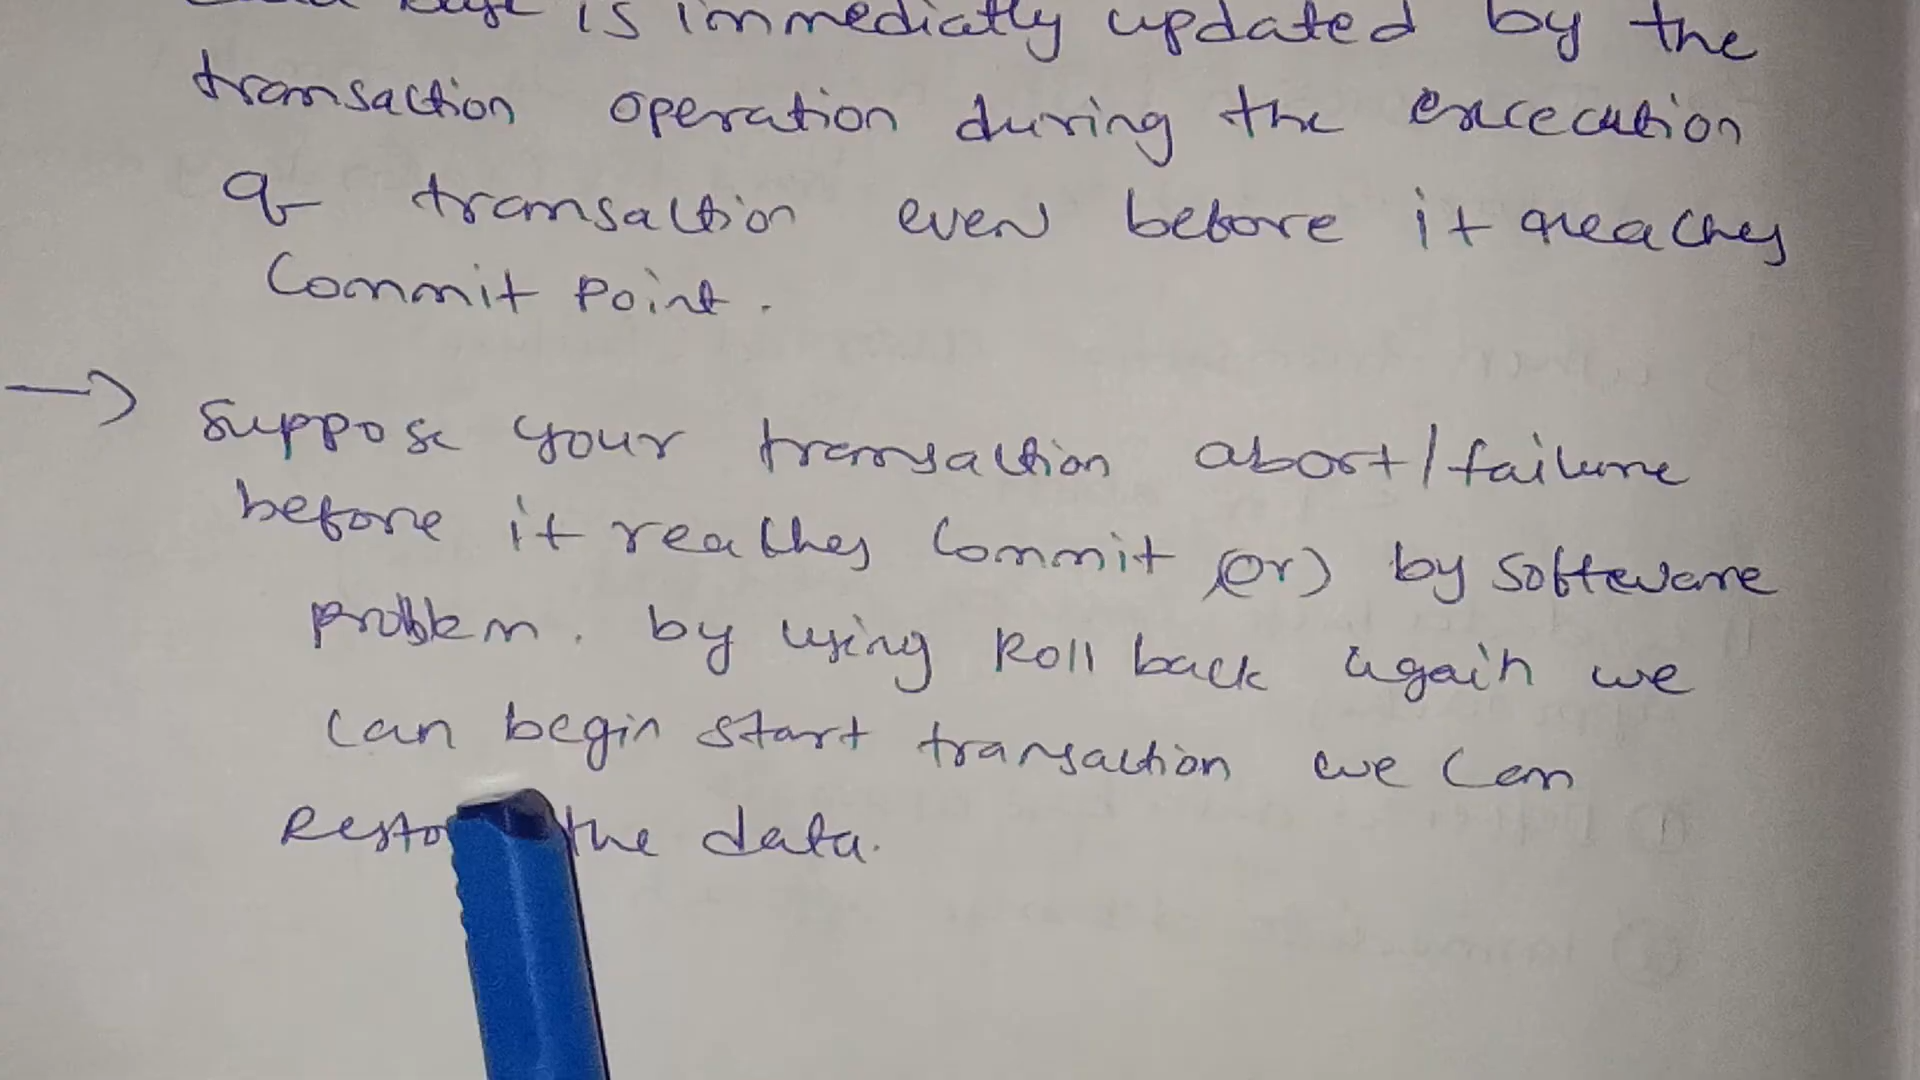 is immediatly updated by the
transaction operation during the excecution
of transaction even before it reaches
Commit Point.
→ Suppose your transaction abort/failure
before it reaches Commit (or) by software
problem. by using Roll back again we
can begin start transaction we can
the data.